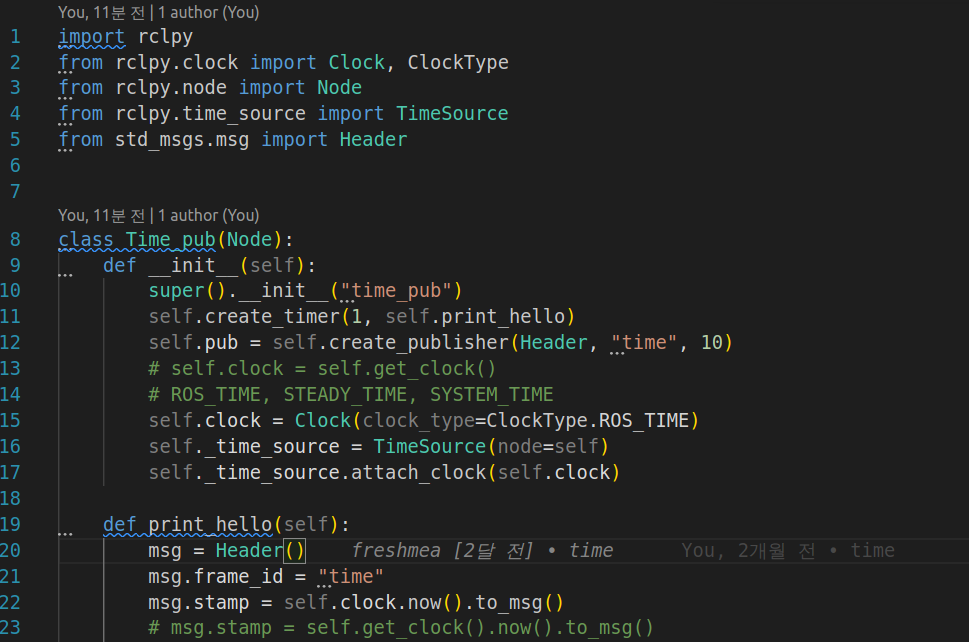 You, 11분 전 | 1 author (You)
1 import rclpy
2 from rclpy.clock import Clock, ClockType
3 from rclpy.node import Node
4 from rclpy.time_source import TimeSource
5 from std_msgs.msg import Header
6
7
You, 11분 전 | 1 author (You)
8 class Time_pub(Node):
9     def __init__(self):
10         super().__init__("time_pub")
11         self.create_timer(1, self.print_hello)
12         self.pub = self.create_publisher(Header, "time", 10)
13         # self.clock = self.get_clock()
14         # ROS_TIME, STEADY_TIME, SYSTEM_TIME
15         self.clock = Clock(clock_type=ClockType.ROS_TIME)
16         self._time_source = TimeSource(node=self)
17         self._time_source.attach_clock(self.clock)
18
19     def print_hello(self):
20         msg = Header()    freshmea [2달 전] • time    You, 2개월 전 • time
21         msg.frame_id = "time"
22         msg.stamp = self.clock.now().to_msg()
23         # msg.stamp = self.get_clock().now().to_msg()